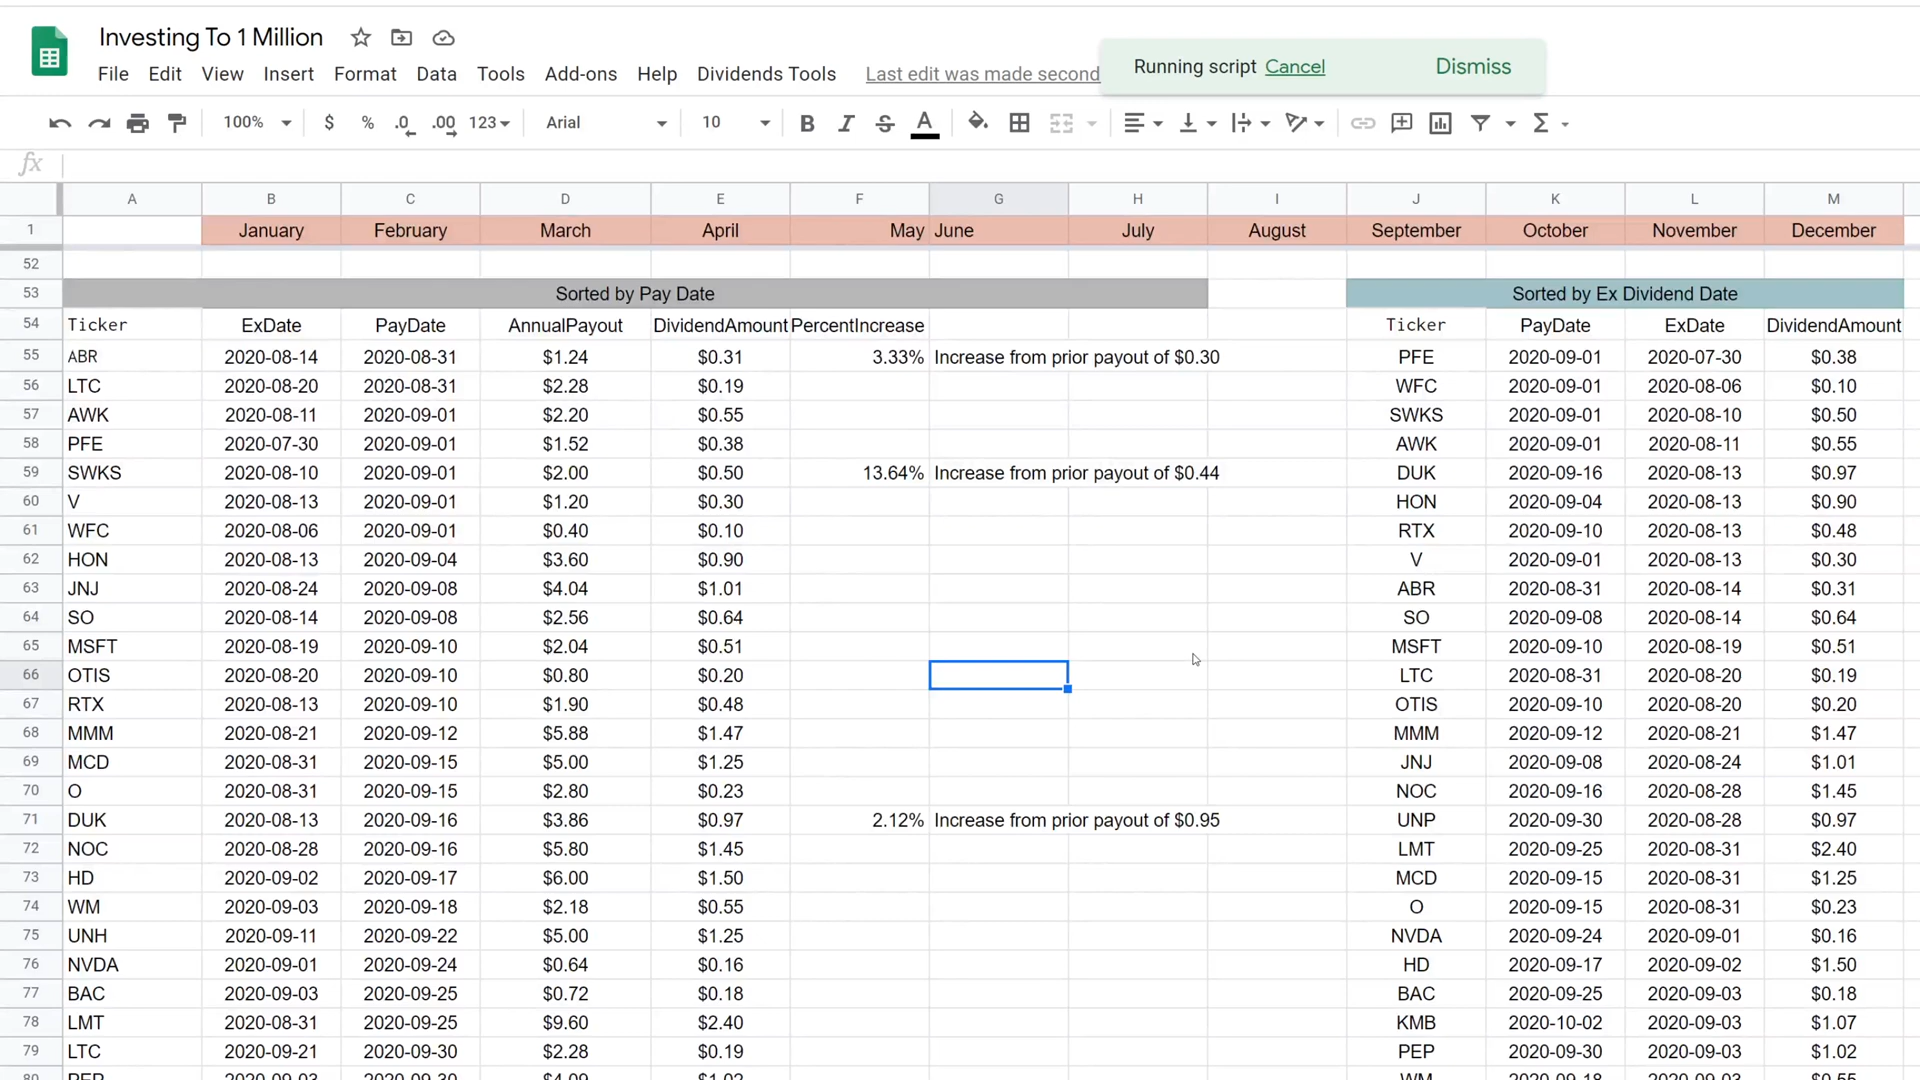 Investing To 1 Million
File Edit View Insert Format Data Tools Add-ons Help Dividends Tools Last edit was made second
Running script Cancel Dismiss
100% $ % .0 .00 123 Arial 10 B I S A
fx
A B C D E F G H I J K L M
1 January February March April May June July August September October November December
52
53 Sorted by Pay Date Sorted by Ex Dividend Date
54 Ticker ExDate PayDate AnnualPayout DividendAmount PercentIncrease Ticker PayDate ExDate DividendAmount
55 ABR 2020-08-14 2020-08-31 $1.24 $0.31 3.33% Increase from prior payout of $0.30 PFE 2020-09-01 2020-07-30 $0.38
56 LTC 2020-08-20 2020-08-31 $2.28 $0.19 WFC 2020-09-01 2020-08-06 $0.10
57 AWK 2020-08-11 2020-09-01 $2.20 $0.55 SWKS 2020-09-01 2020-08-10 $0.50
58 PFE 2020-07-30 2020-09-01 $1.52 $0.38 AWK 2020-09-01 2020-08-11 $0.55
59 SWKS 2020-08-10 2020-09-01 $2.00 $0.50 13.64% Increase from prior payout of $0.44 DUK 2020-09-16 2020-08-13 $0.97
60 V 2020-08-13 2020-09-01 $1.20 $0.30 HON 2020-09-04 2020-08-13 $0.90
61 WFC 2020-08-06 2020-09-01 $0.40 $0.10 RTX 2020-09-10 2020-08-13 $0.48
62 HON 2020-08-13 2020-09-04 $3.60 $0.90 V 2020-09-01 2020-08-13 $0.30
63 JNJ 2020-08-24 2020-09-08 $4.04 $1.01 ABR 2020-08-31 2020-08-14 $0.31
64 SO 2020-08-14 2020-09-08 $2.56 $0.64 SO 2020-09-08 2020-08-14 $0.64
65 MSFT 2020-08-19 2020-09-10 $2.04 $0.51 MSFT 2020-09-10 2020-08-19 $0.51
66 OTIS 2020-08-20 2020-09-10 $0.80 $0.20 LTC 2020-08-31 2020-08-20 $0.19
67 RTX 2020-08-13 2020-09-10 $1.90 $0.48 OTIS 2020-09-10 2020-08-20 $0.20
68 MMM 2020-08-21 2020-09-12 $5.88 $1.47 MMM 2020-09-12 2020-08-21 $1.47
69 MCD 2020-08-31 2020-09-15 $5.00 $1.25 JNJ 2020-09-08 2020-08-24 $1.01
70 O 2020-08-31 2020-09-15 $2.80 $0.23 NOC 2020-09-16 2020-08-28 $1.45
71 DUK 2020-08-13 2020-09-16 $3.86 $0.97 2.12% Increase from prior payout of $0.95 UNP 2020-09-30 2020-08-28 $0.97
72 NOC 2020-08-28 2020-09-16 $5.80 $1.45 LMT 2020-09-25 2020-08-31 $2.40
73 HD 2020-09-02 2020-09-17 $6.00 $1.50 MCD 2020-09-15 2020-08-31 $1.25
74 WM 2020-09-03 2020-09-18 $2.18 $0.55 O 2020-09-15 2020-08-31 $0.23
75 UNH 2020-09-11 2020-09-22 $5.00 $1.25 NVDA 2020-09-24 2020-09-01 $0.16
76 NVDA 2020-09-01 2020-09-24 $0.64 $0.16 HD 2020-09-17 2020-09-02 $1.50
77 BAC 2020-09-03 2020-09-25 $0.72 $0.18 BAC 2020-09-25 2020-09-03 $0.18
78 LMT 2020-08-31 2020-09-25 $9.60 $2.40 KMB 2020-10-02 2020-09-03 $1.07
79 LTC 2020-09-21 2020-09-30 $2.28 $0.19 PEP 2020-09-30 2020-09-03 $1.02
80 PEP 2020-09-03 2020-09-30 $4.09 $1.02 WM 2020-09-18 2020-09-03 $0.55